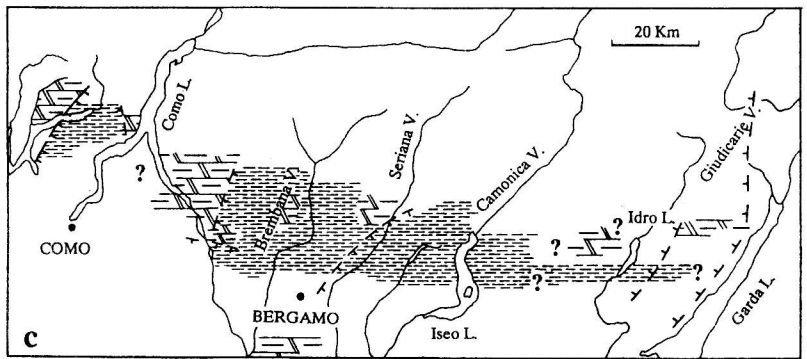 20 Km
Como L.
Seriana V.
Camonica V.
Giudicarie V.
?
Brembana V.
Idro L.
?
?
COMO
?
?
Garda L.
BERGAMO
Iseo L.
c